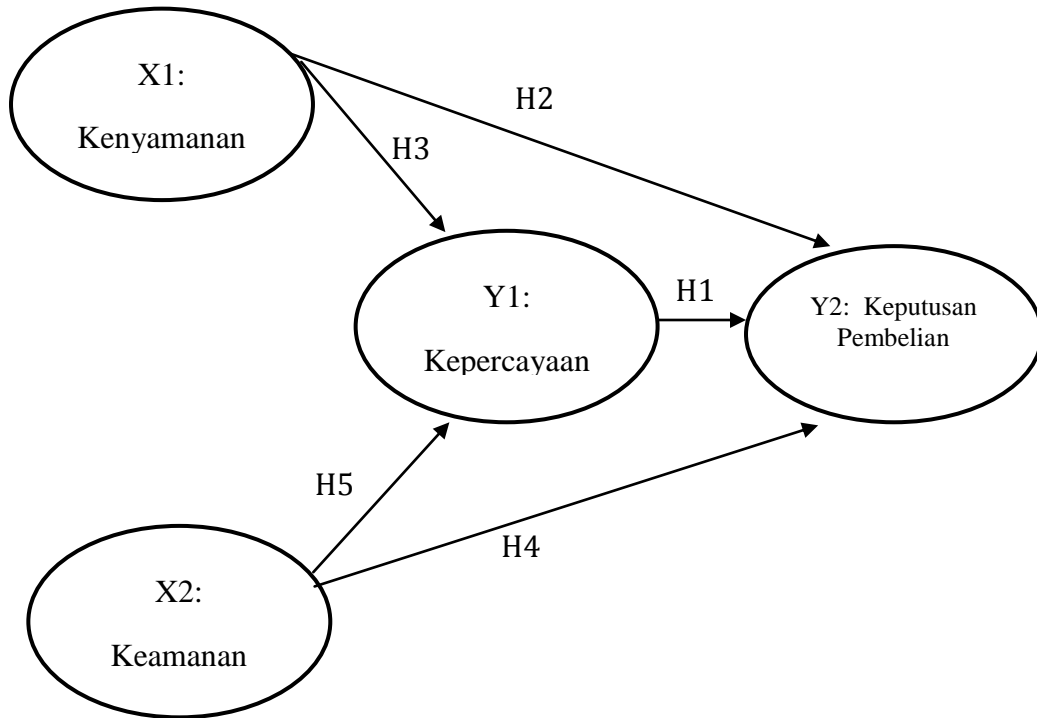 X1:
Kenyamanan
H2
H3
Y1:
Kepercayaan
H1
Y2: Keputusan
Pembelian
H5
H4
X2:
Keamanan